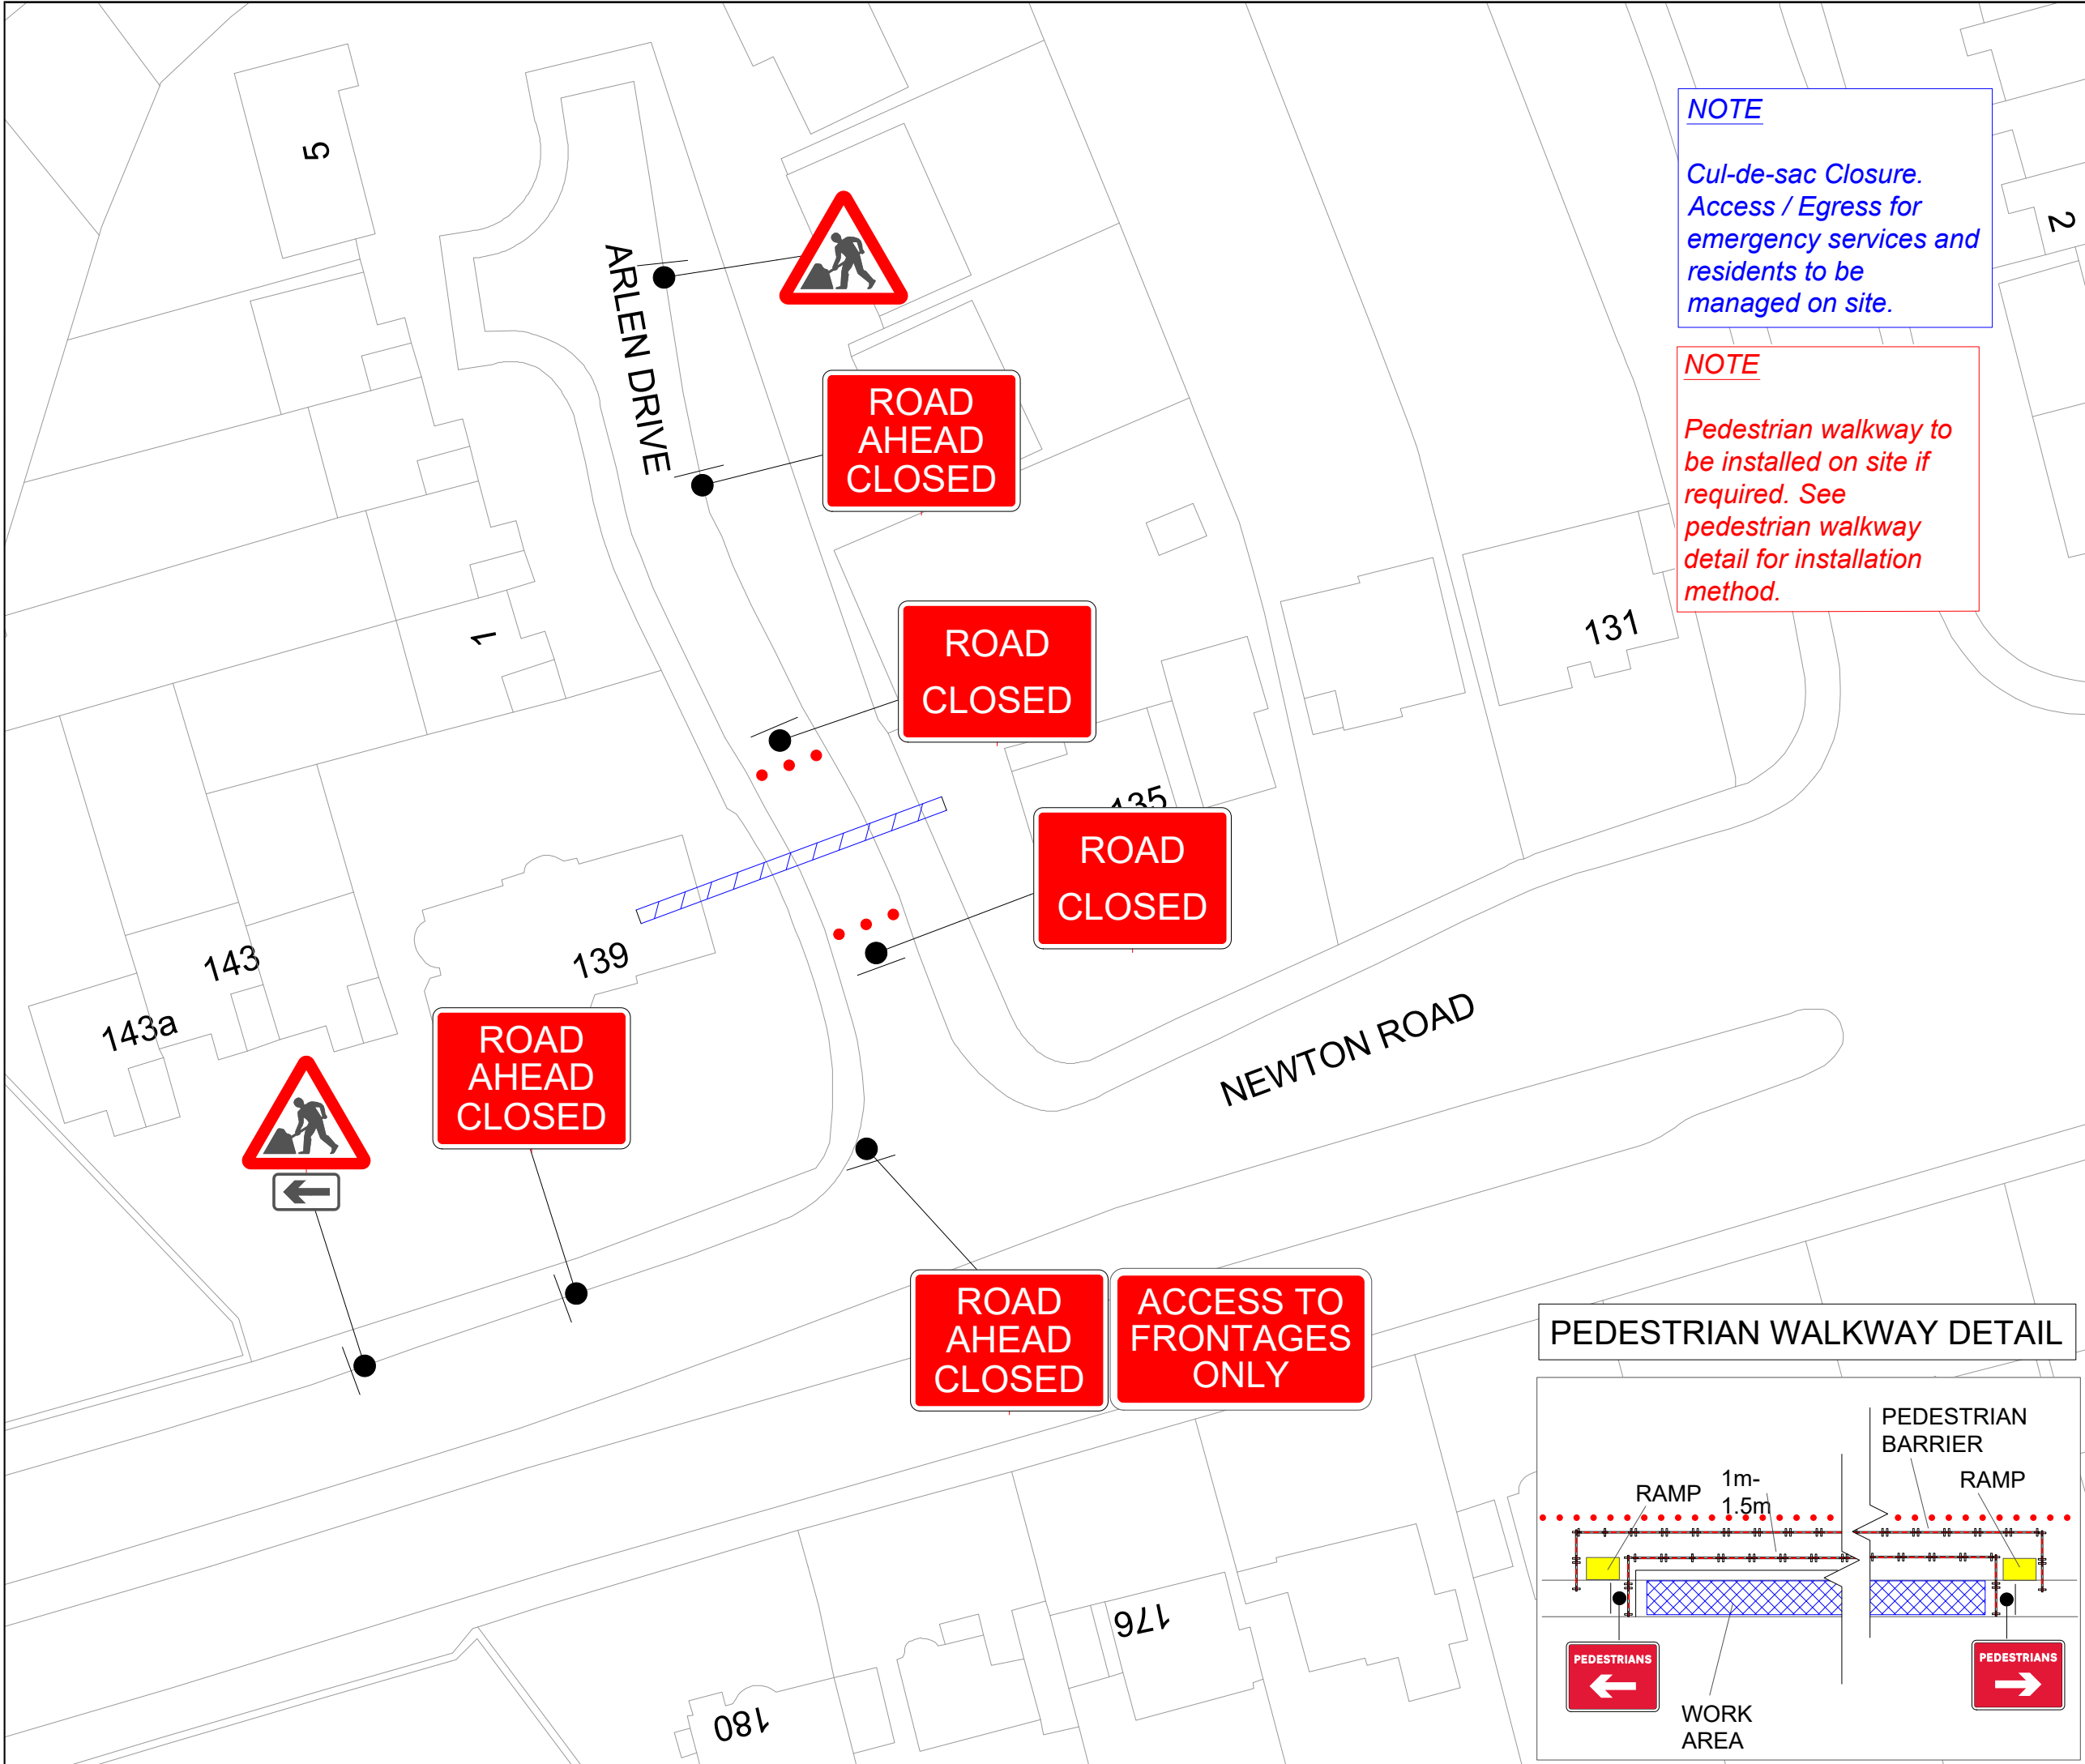 NOTE
Cul-de-sac Closure.
Access / Egress for
emergency services and
residents to be
managed on site.
NOTE
Pedestrian walkway to
be installed on site if
required. See
pedestrian walkway
detail for installation
method.
5
2
ARLEN DRIVE
ROAD
AHEAD
CLOSED
ROAD
CLOSED
1
131
135
ROAD
CLOSED
143
139
143a
ROAD
AHEAD
CLOSED
NEWTON ROAD
ROAD
AHEAD
CLOSED
ACCESS TO
FRONTAGES
ONLY
PEDESTRIAN WALKWAY DETAIL
PEDESTRIAN
BARRIER
RAMP
1m-
1.5m
RAMP
PEDESTRIANS
PEDESTRIANS
WORK
AREA
176
180